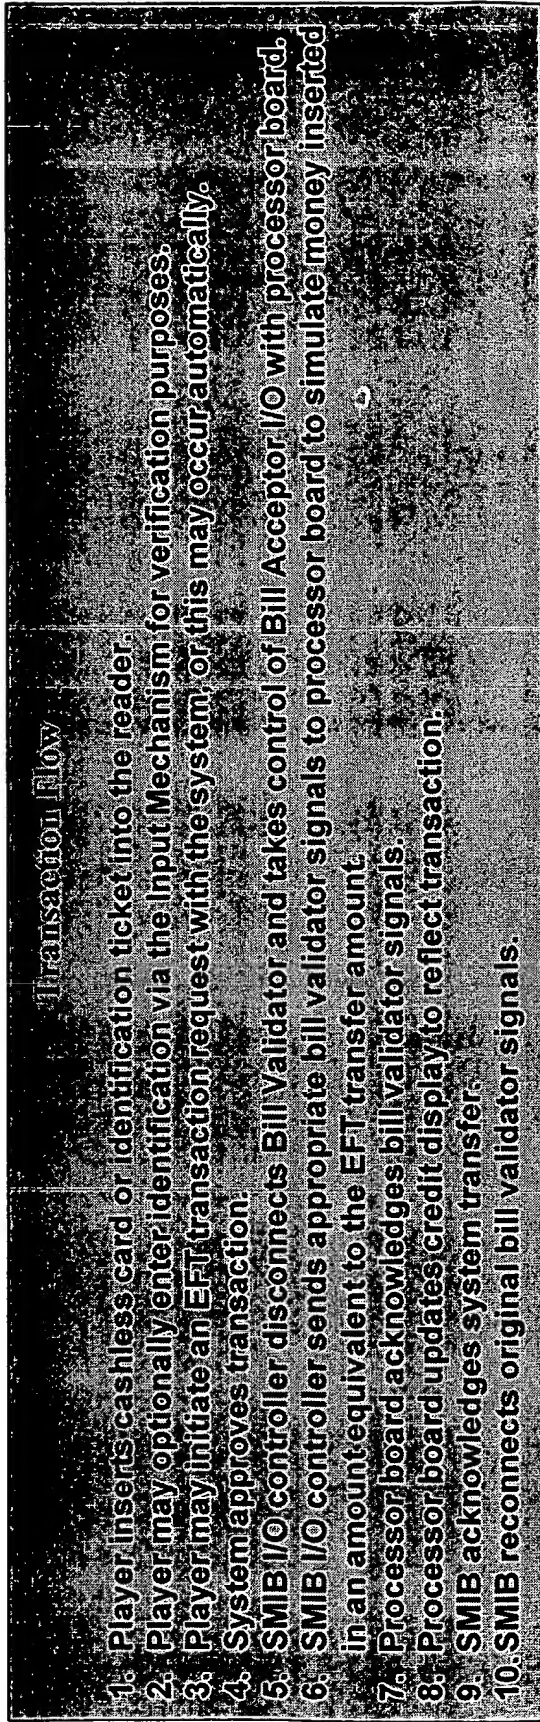 Transaction Flow
1. Player inserts cashless card or identification ticket into the reader.
2. Player may optionally enter identification via the Input Mechanism for verification purposes.
3. Player may initiate an EFT transaction request with the system, or this may occur automatically.
4. System approves transaction.
5. SMIB I/O controller disconnects Bill Validator and takes control of Bill Acceptor I/O with processor board.
6. SMIB I/O controller sends appropriate bill validator signals to processor board to simulate money inserted
in an amount equivalent to the EFT transfer amount.
7. Processor board acknowledges bill validator signals.
8. Processor board updates credit display to reflect transaction.
9. SMIB acknowledges system transfer.
10. SMIB reconnects original bill validator signals.